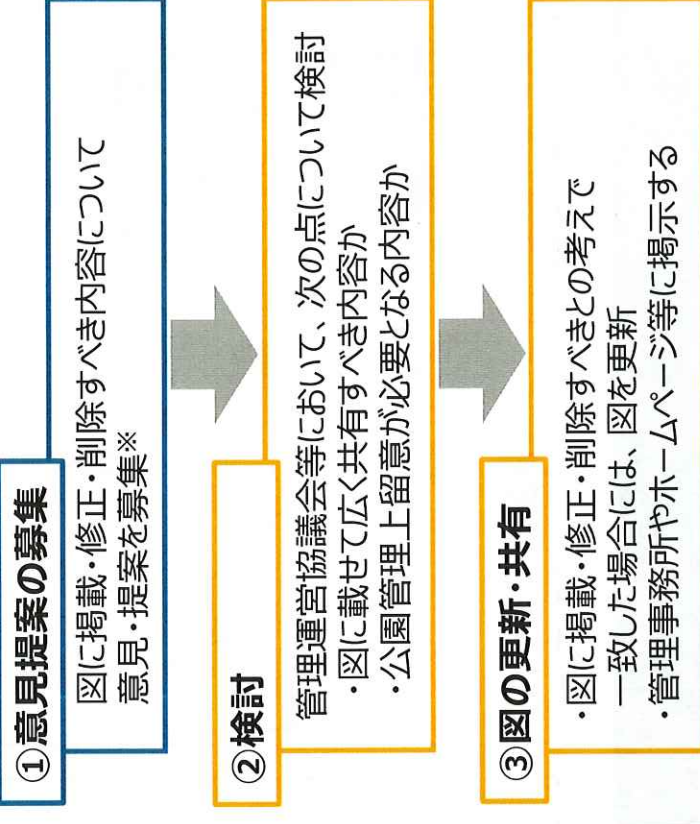 ①意見提案の募集
図に掲載・修正・削除すべき内容について
意見・提案を募集※
②検討
管理運営協議会等において、次の点について検討
・図に載せて広く共有すべき内容か
・公園管理上留意が必要となる内容か
③図の更新・共有
・図に掲載・修正・削除すべきとの考えで
一致した場合には、図を更新
・管理事務所やホームページ等に掲示する